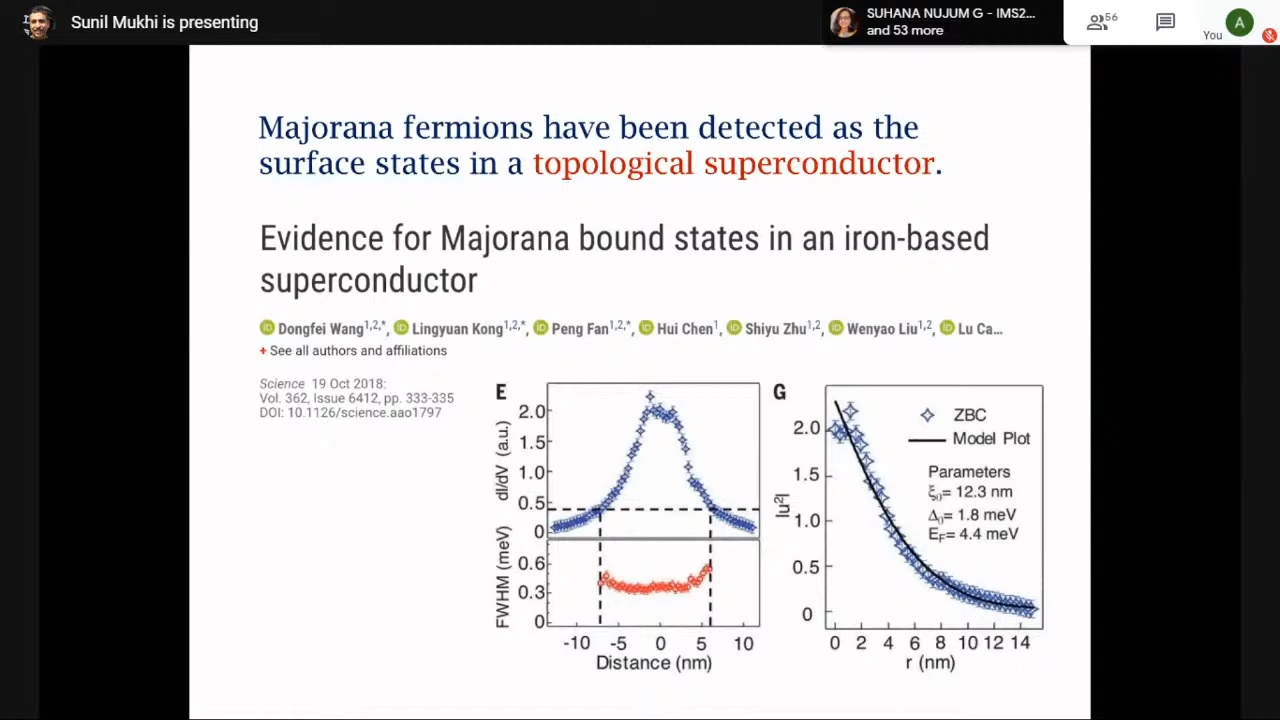 Sunil Mukhi is presenting
SUHANA NUJUM G - IMS2...
and 53 more
56
You
A
Majorana fermions have been detected as the
surface states in a topological superconductor.
Evidence for Majorana bound states in an iron-based
superconductor
Dongfei Wang1,2,*, Lingyuan Kong1,2,*, Peng Fan1,2,*, Hui Chen1, Shiyu Zhu1,2, Wenyao Liu1,2, Lu Ca...
+ See all authors and affiliations
Science 19 Oct 2018:
Vol. 362, Issue 6412, pp. 333-335
DOI: 10.1126/science.aao1797
E
dI/dV (a.u.)
2.0
1.5
1.0
0.5
0
FWHM (meV)
0.6
0.3
0
-10 -5 0 5 10
Distance (nm)
G
|u²|
2.0
1.5
1.0
0.5
0
ZBC
Model Plot
Parameters
ξ0= 12.3 nm
Δ0= 1.8 meV
EF= 4.4 meV
0 2 4 6 8 10 12 14
r (nm)